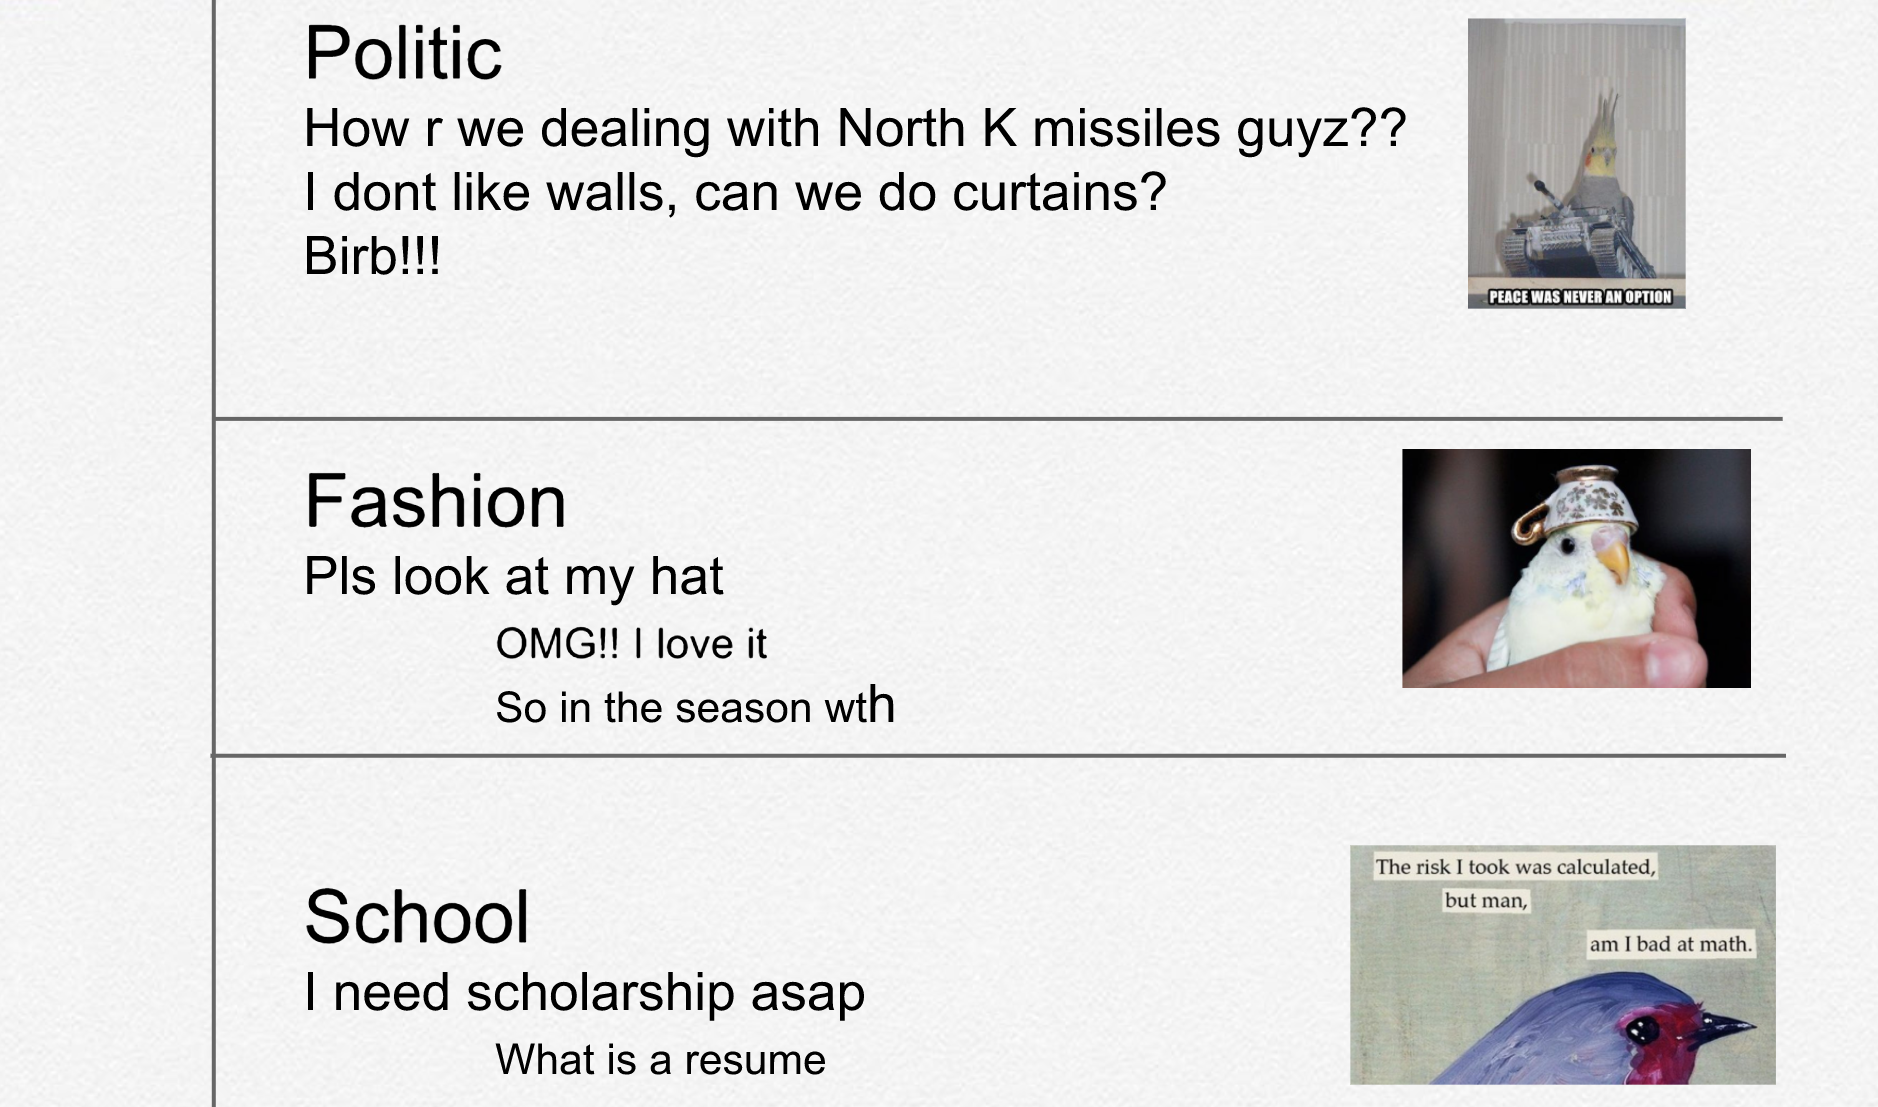 Politic
How r we dealing with North K missiles guyz??
I dont like walls, can we do curtains?
Birb!!!
PEACE WAS NEVER AN OPTION
Fashion
Pls look at my hat
OMG!! I love it
So in the season wth
School
I need scholarship asap
What is a resume
The risk I took was calculated,
but man,
am I bad at math.